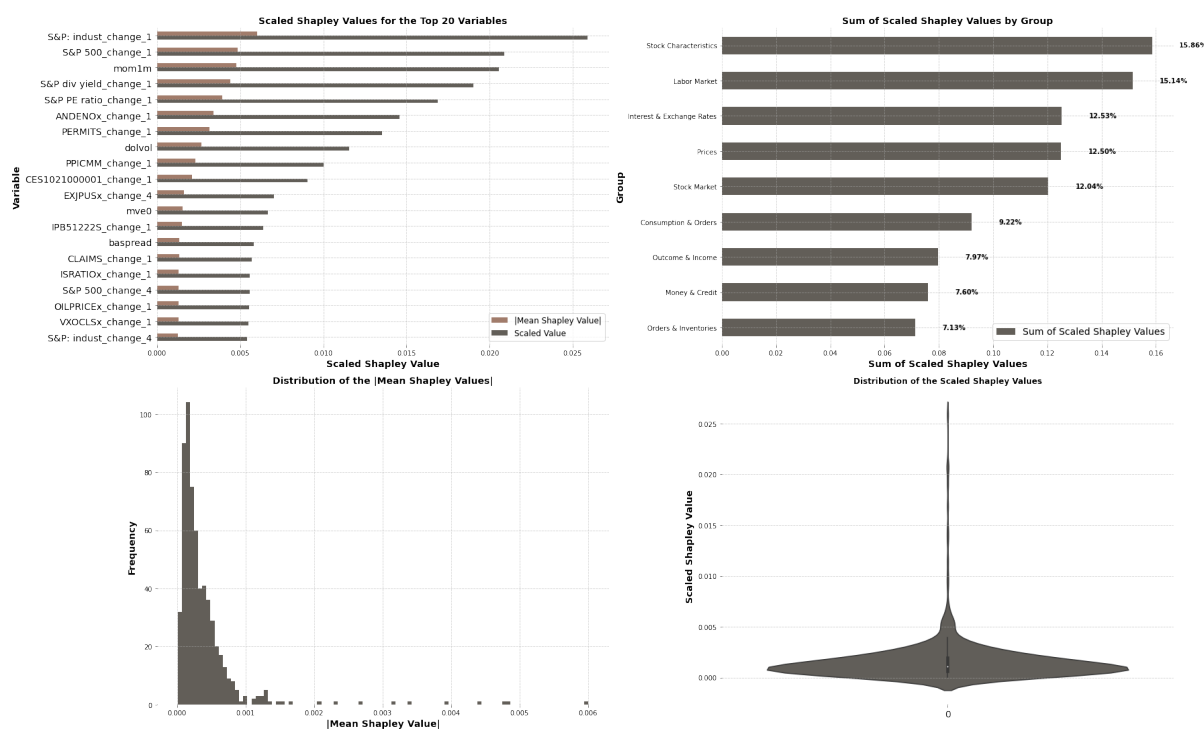 Scaled Shapley Values for the Top 20 Variables
Variable
S&P: indust_change_1
S&P 500_change_1
mom1m
S&P div yield_change_1
S&P PE ratio_change_1
ANDENOx_change_1
PERMITS_change_1
dolvol
PPICMM_change_1
CES1021000001_change_1
EXJPUSx_change_4
mve0
IPB51222S_change_1
baspread
CLAIMS_change_1
ISRATIOx_change_1
S&P 500_change_4
OILPRICEx_change_1
VXOCLSx_change_1
S&P: indust_change_4
|Mean Shapley Value|
Scaled Value
0.000 0.005 0.010 0.015 0.020 0.025
Scaled Shapley Value
Sum of Scaled Shapley Values by Group
Group
Stock Characteristics 15.86%
Labor Market 15.14%
Interest & Exchange Rates 12.53%
Prices 12.50%
Stock Market 12.04%
Consumption & Orders 9.22%
Outcome & Income 7.97%
Money & Credit 7.60%
Orders & Inventories 7.13%
Sum of Scaled Shapley Values
0.00 0.02 0.04 0.06 0.08 0.10 0.12 0.14 0.16
Sum of Scaled Shapley Values
Distribution of the |Mean Shapley Values|
Frequency
100
80
60
40
20
0
0.000 0.001 0.002 0.003 0.004 0.005 0.006
|Mean Shapley Value|
Distribution of the Scaled Shapley Values
Scaled Shapley Value
0.025
0.020
0.015
0.010
0.005
0.000
0